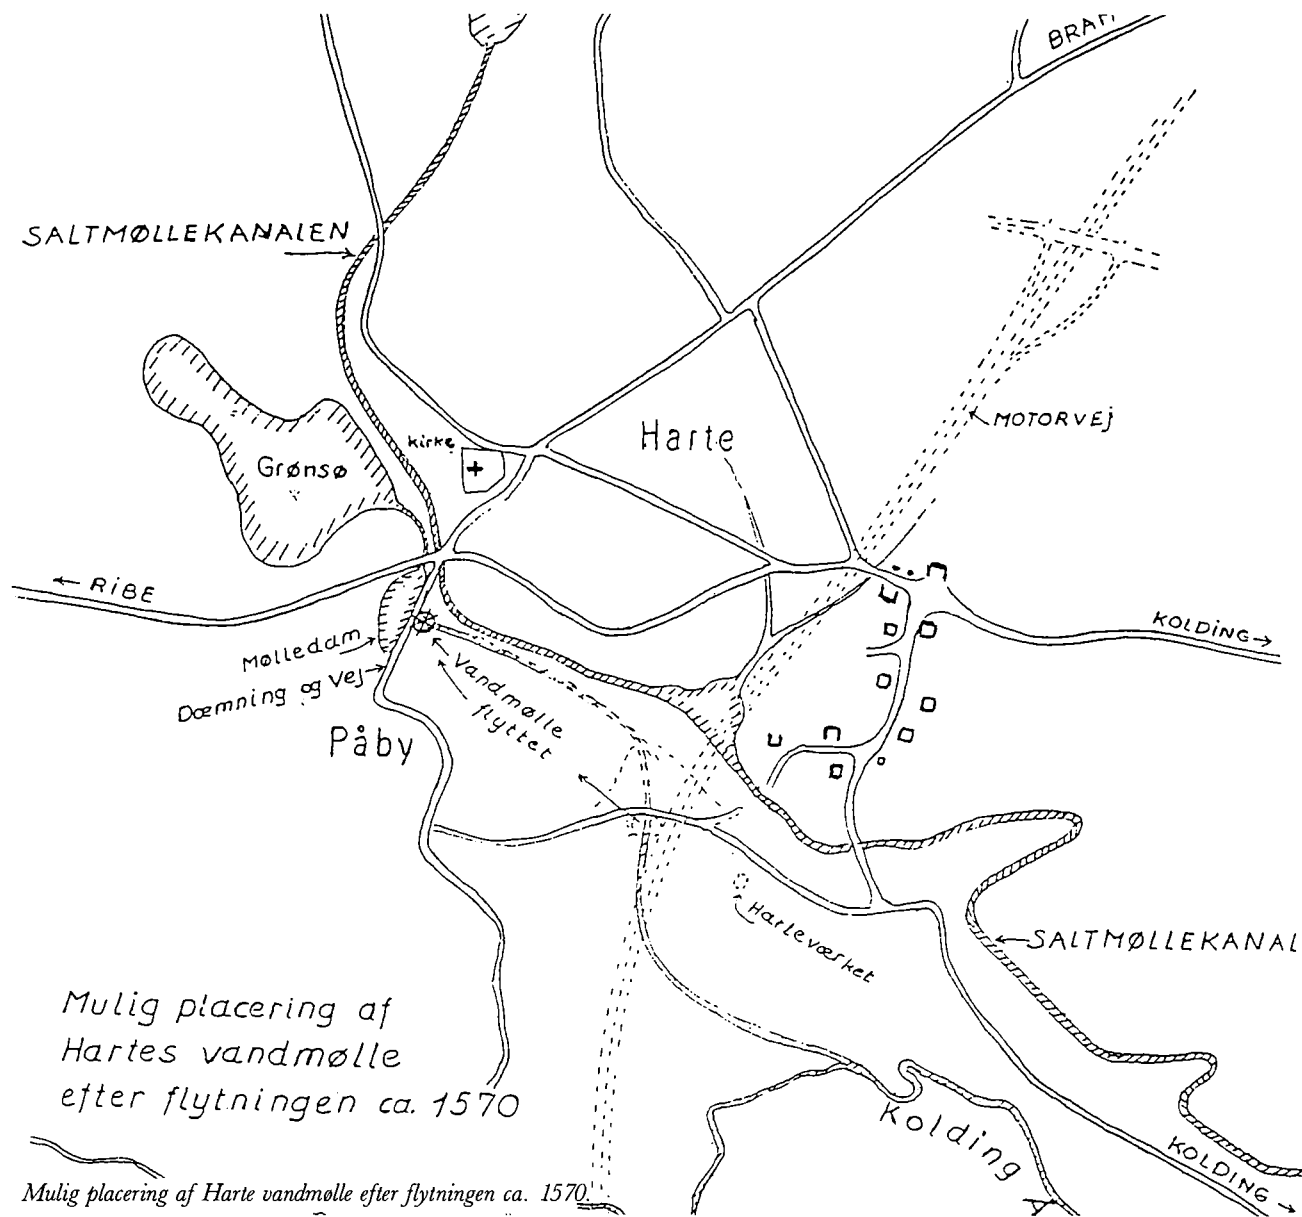 SALTMØLLEKANALEN
MOTORVEJ
Harte
kirke
Grønsø
RIBE
KOLDING
Mølledam
Dæmning og Vej
Vandmølle
flyttet
Påby
Harteværket
SALTMØLLEKANAL
Mulig placering af
Hartes vandmølle
efter flytningen ca. 1570
Kolding Å
KOLDING
Mulig placering af Harte vandmølle efter flytningen ca. 1570.